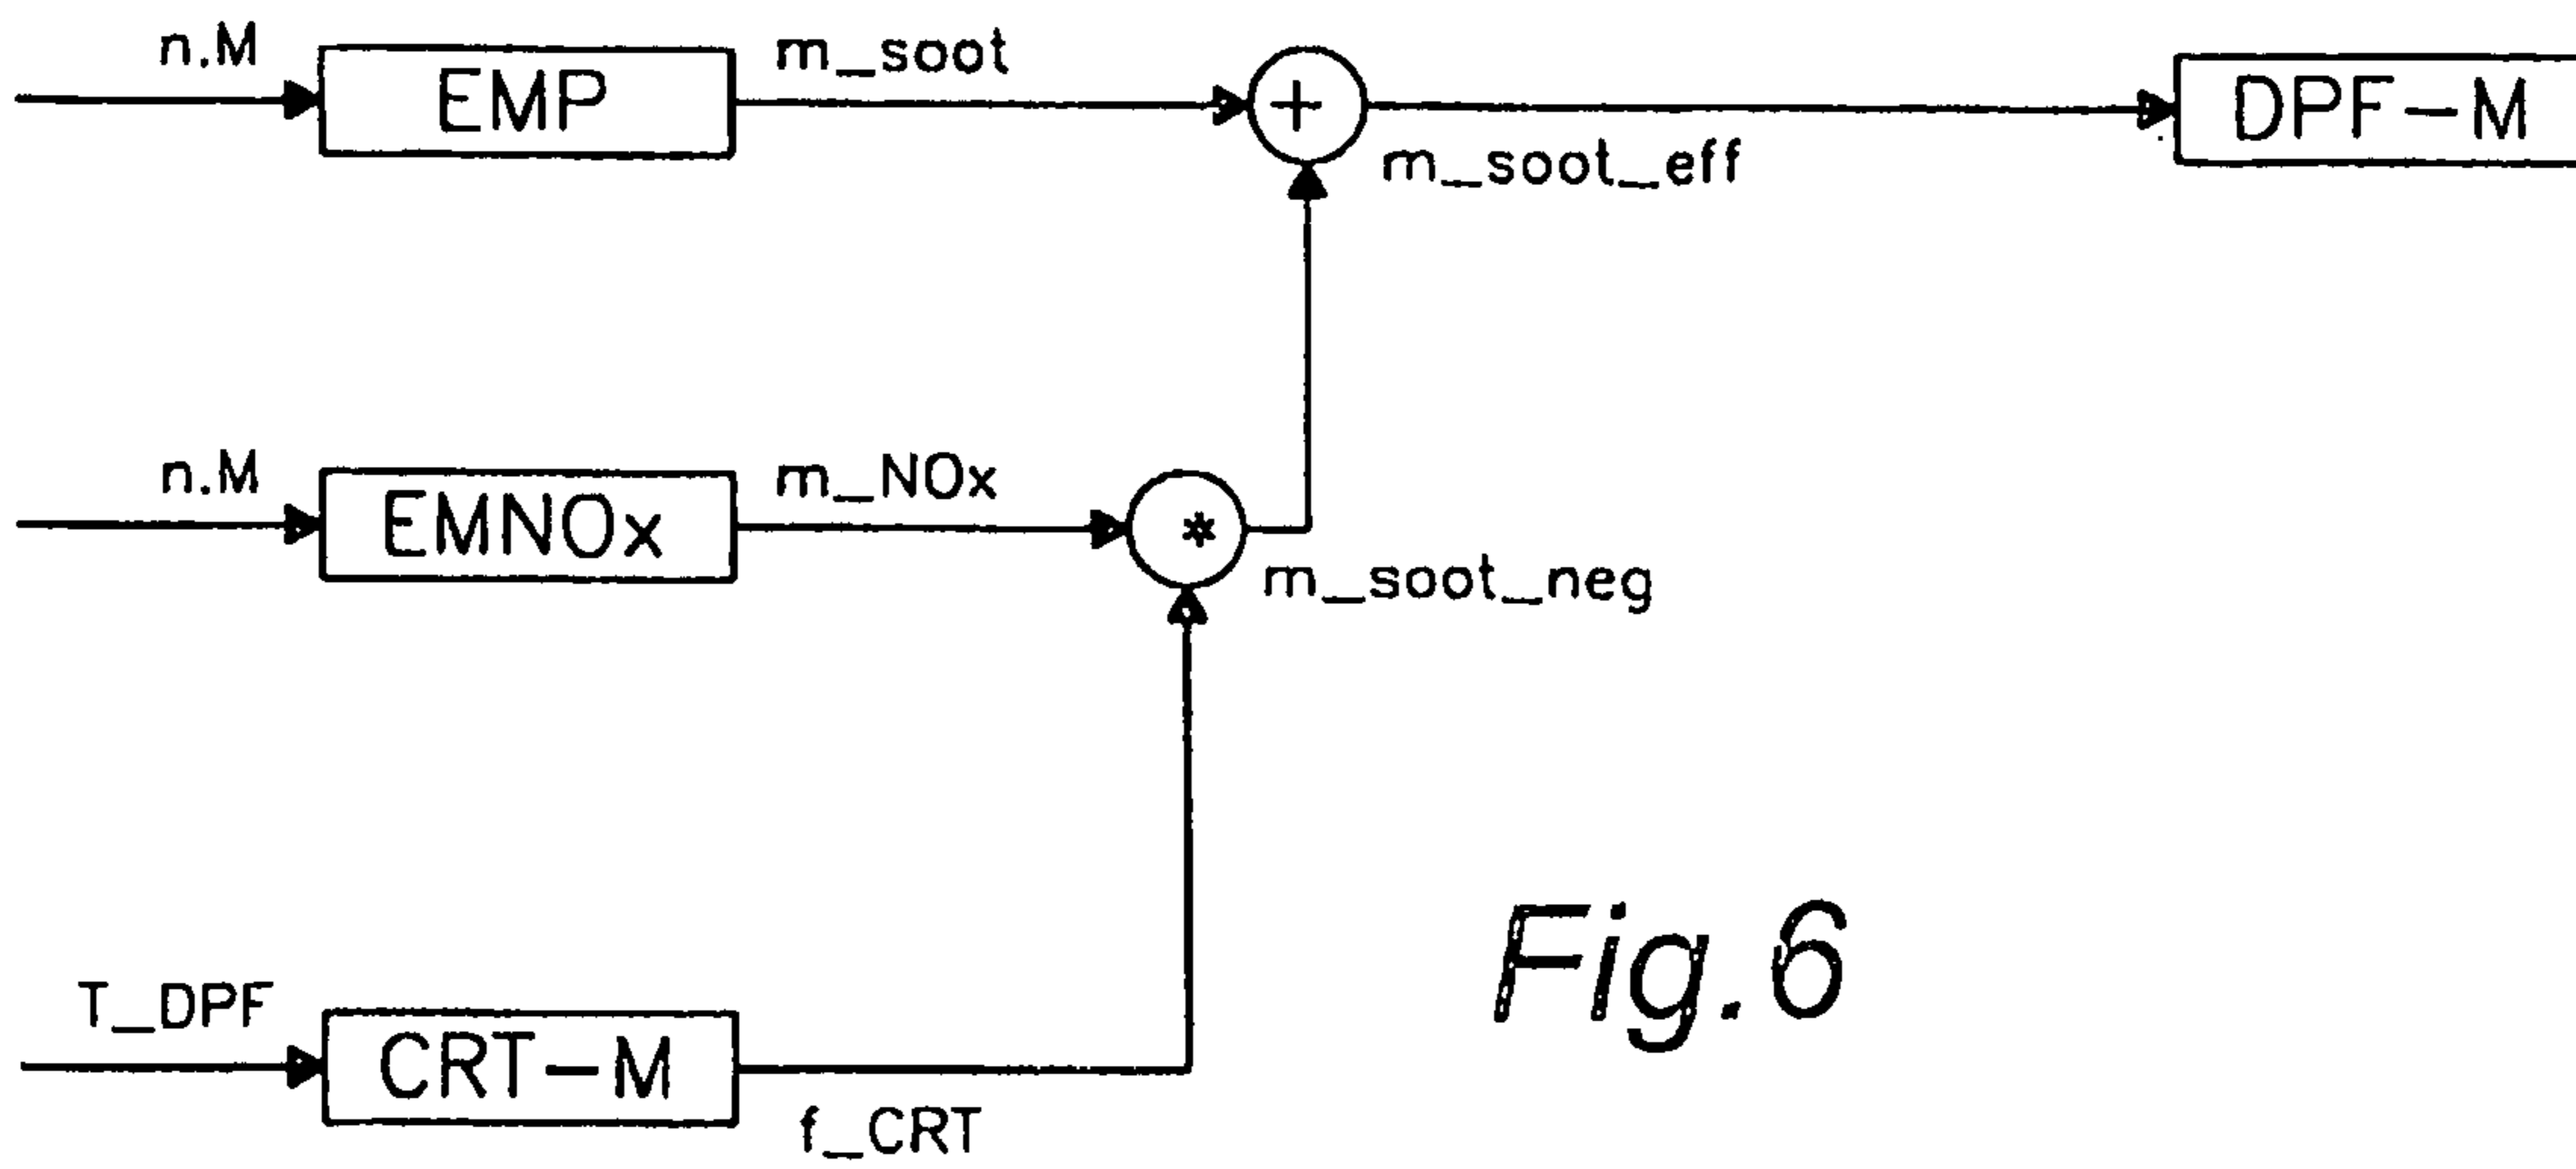 n.M
EMP
m_soot
+
m_soot_eff
DPF-M
n.M
EMNOx
m_NOx
*
m_soot_neg
T_DPF
CRT-M
f_CRT
Fig.6